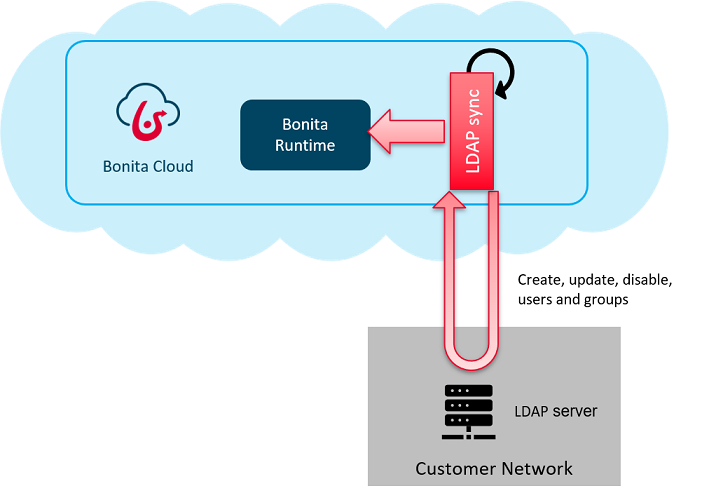 Bonita Cloud
Bonita
Runtime
LDAP sync
Create, update, disable,
users and groups
LDAP server
Customer Network